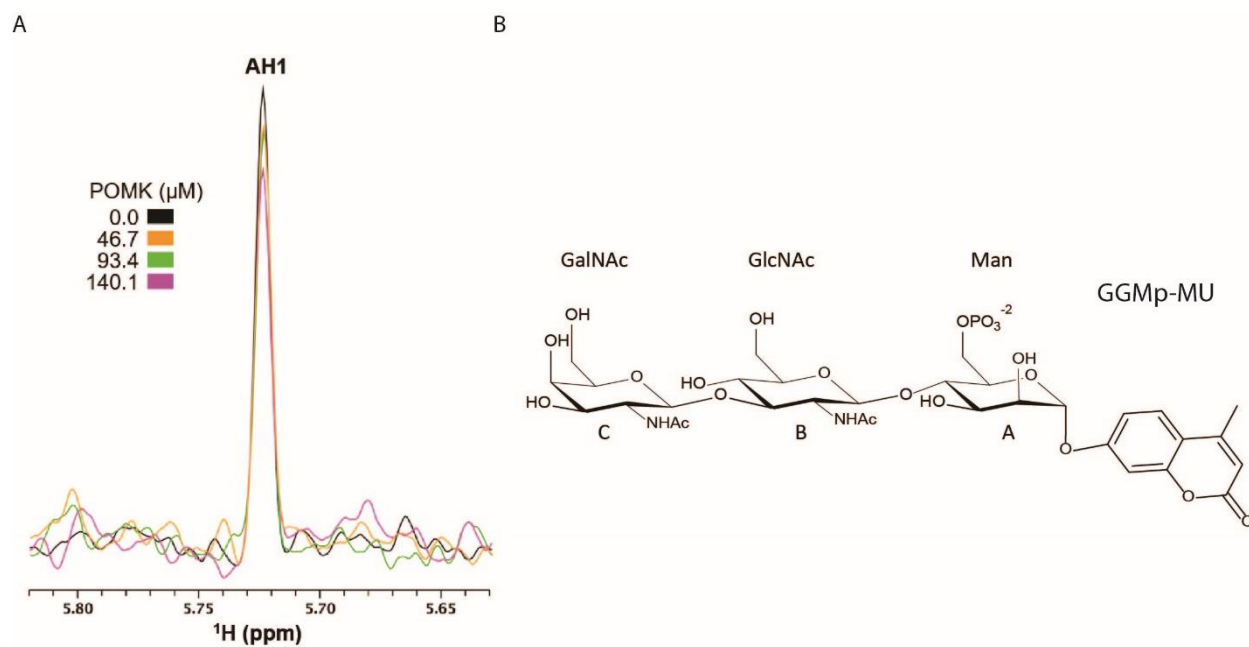 A
AH1
POMK (µM)
0.0
46.7
93.4
140.1
5.80 5.75 5.70 5.65
¹H (ppm)
B
GalNAc GlcNAc Man
GGMp-MU
OH
OH
O
HO
NHAc
C
OH
HO
O
O
NHAc
B
OPO₃⁻²
OH
O
O
HO
A
O
O
O